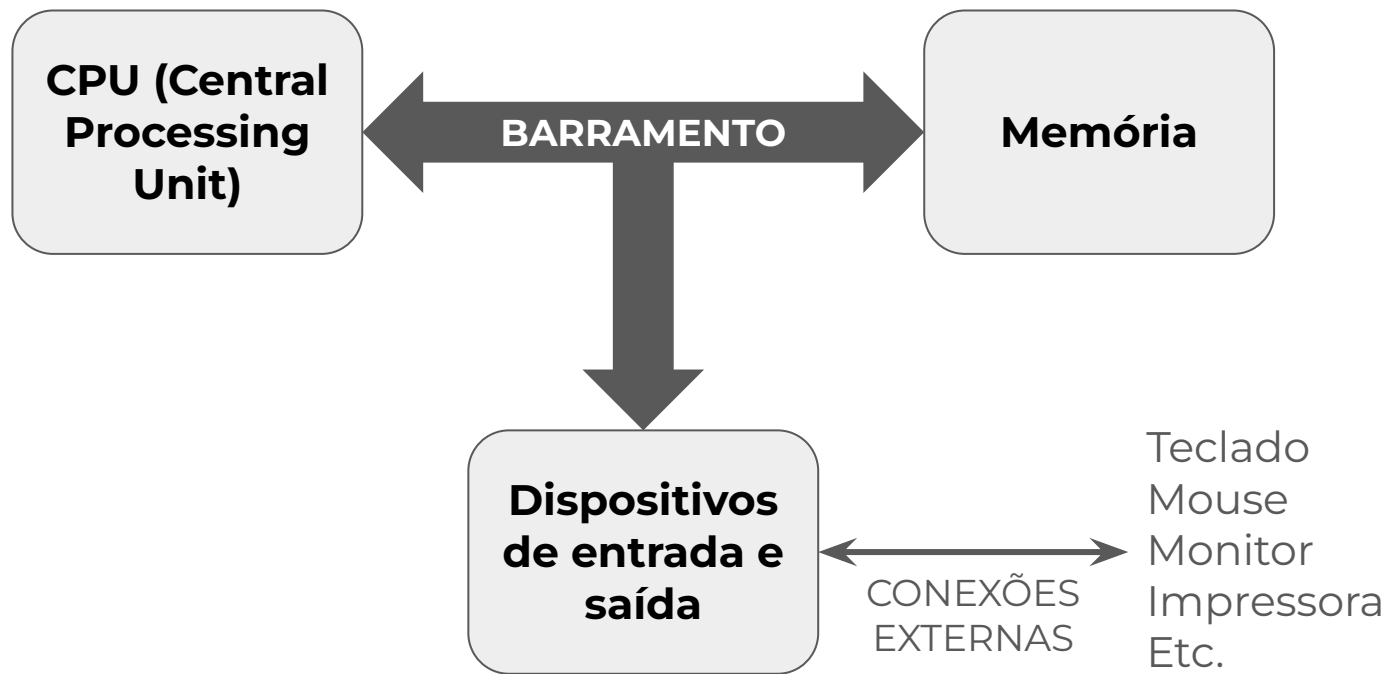 CPU (Central
Processing
Unit)
BARRAMENTO
Memória
Dispositivos
de entrada e
saída
CONEXÕES
EXTERNAS
Teclado
Mouse
Monitor
Impressora
Etc.